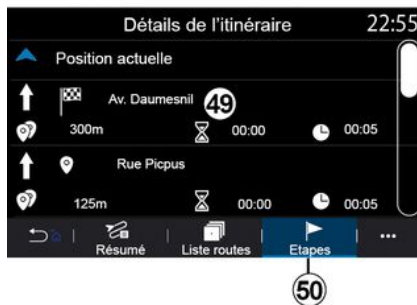 Détails de l'itinéraire 22:55
Position actuelle
Av. Daumesnil 49
300m 00:00 00:05
Rue Picpus
125m 00:00 00:05
Résumé Liste routes Etapes ...
50